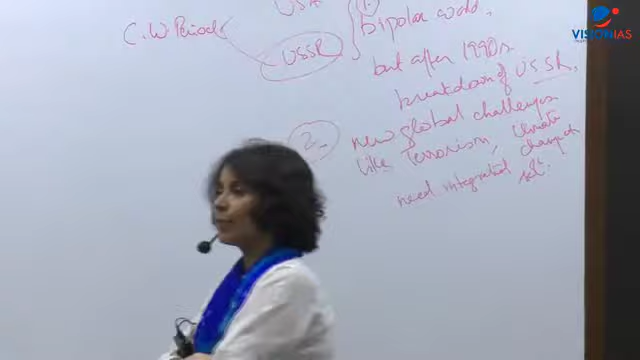 USA
C.W Period
USSR
1.
bipolar world,
but after 1990s
breakdown of USSR.
2.
new global challenges
like Terrorism, climate
change
need integrated solⁿ.
VISIONIAS